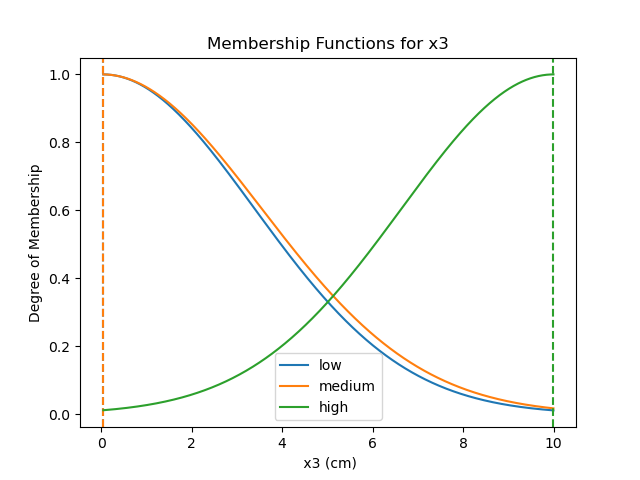 Membership Functions for x3
1.0
0.8
0.6
0.4
0.2
0.0
Degree of Membership
low
medium
high
0 2 4 6 8 10
x3 (cm)